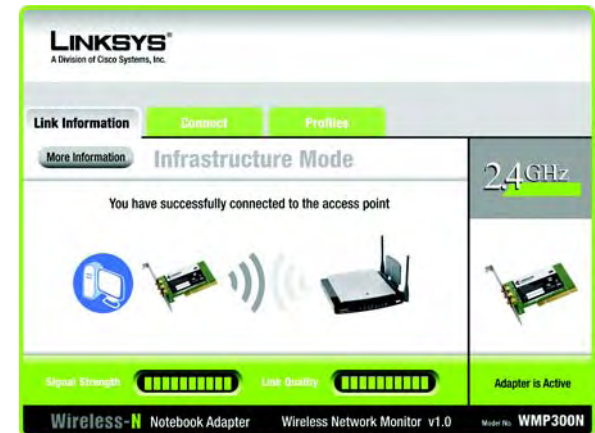 LINKSYS®
A Division of Cisco Systems, Inc.
Link Information
Connect
Profiles
More Information
Infrastructure Mode
2.4GHz
You have successfully connected to the access point
Signal Strength
Link Quality
Adapter is Active
Wireless-N Notebook Adapter Wireless Network Monitor v1.0 Model No. WMP300N